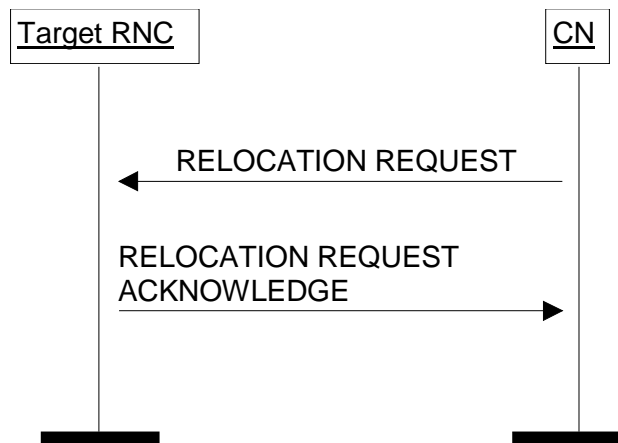 Target RNC
CN
RELOCATION REQUEST
RELOCATION REQUEST
ACKNOWLEDGE